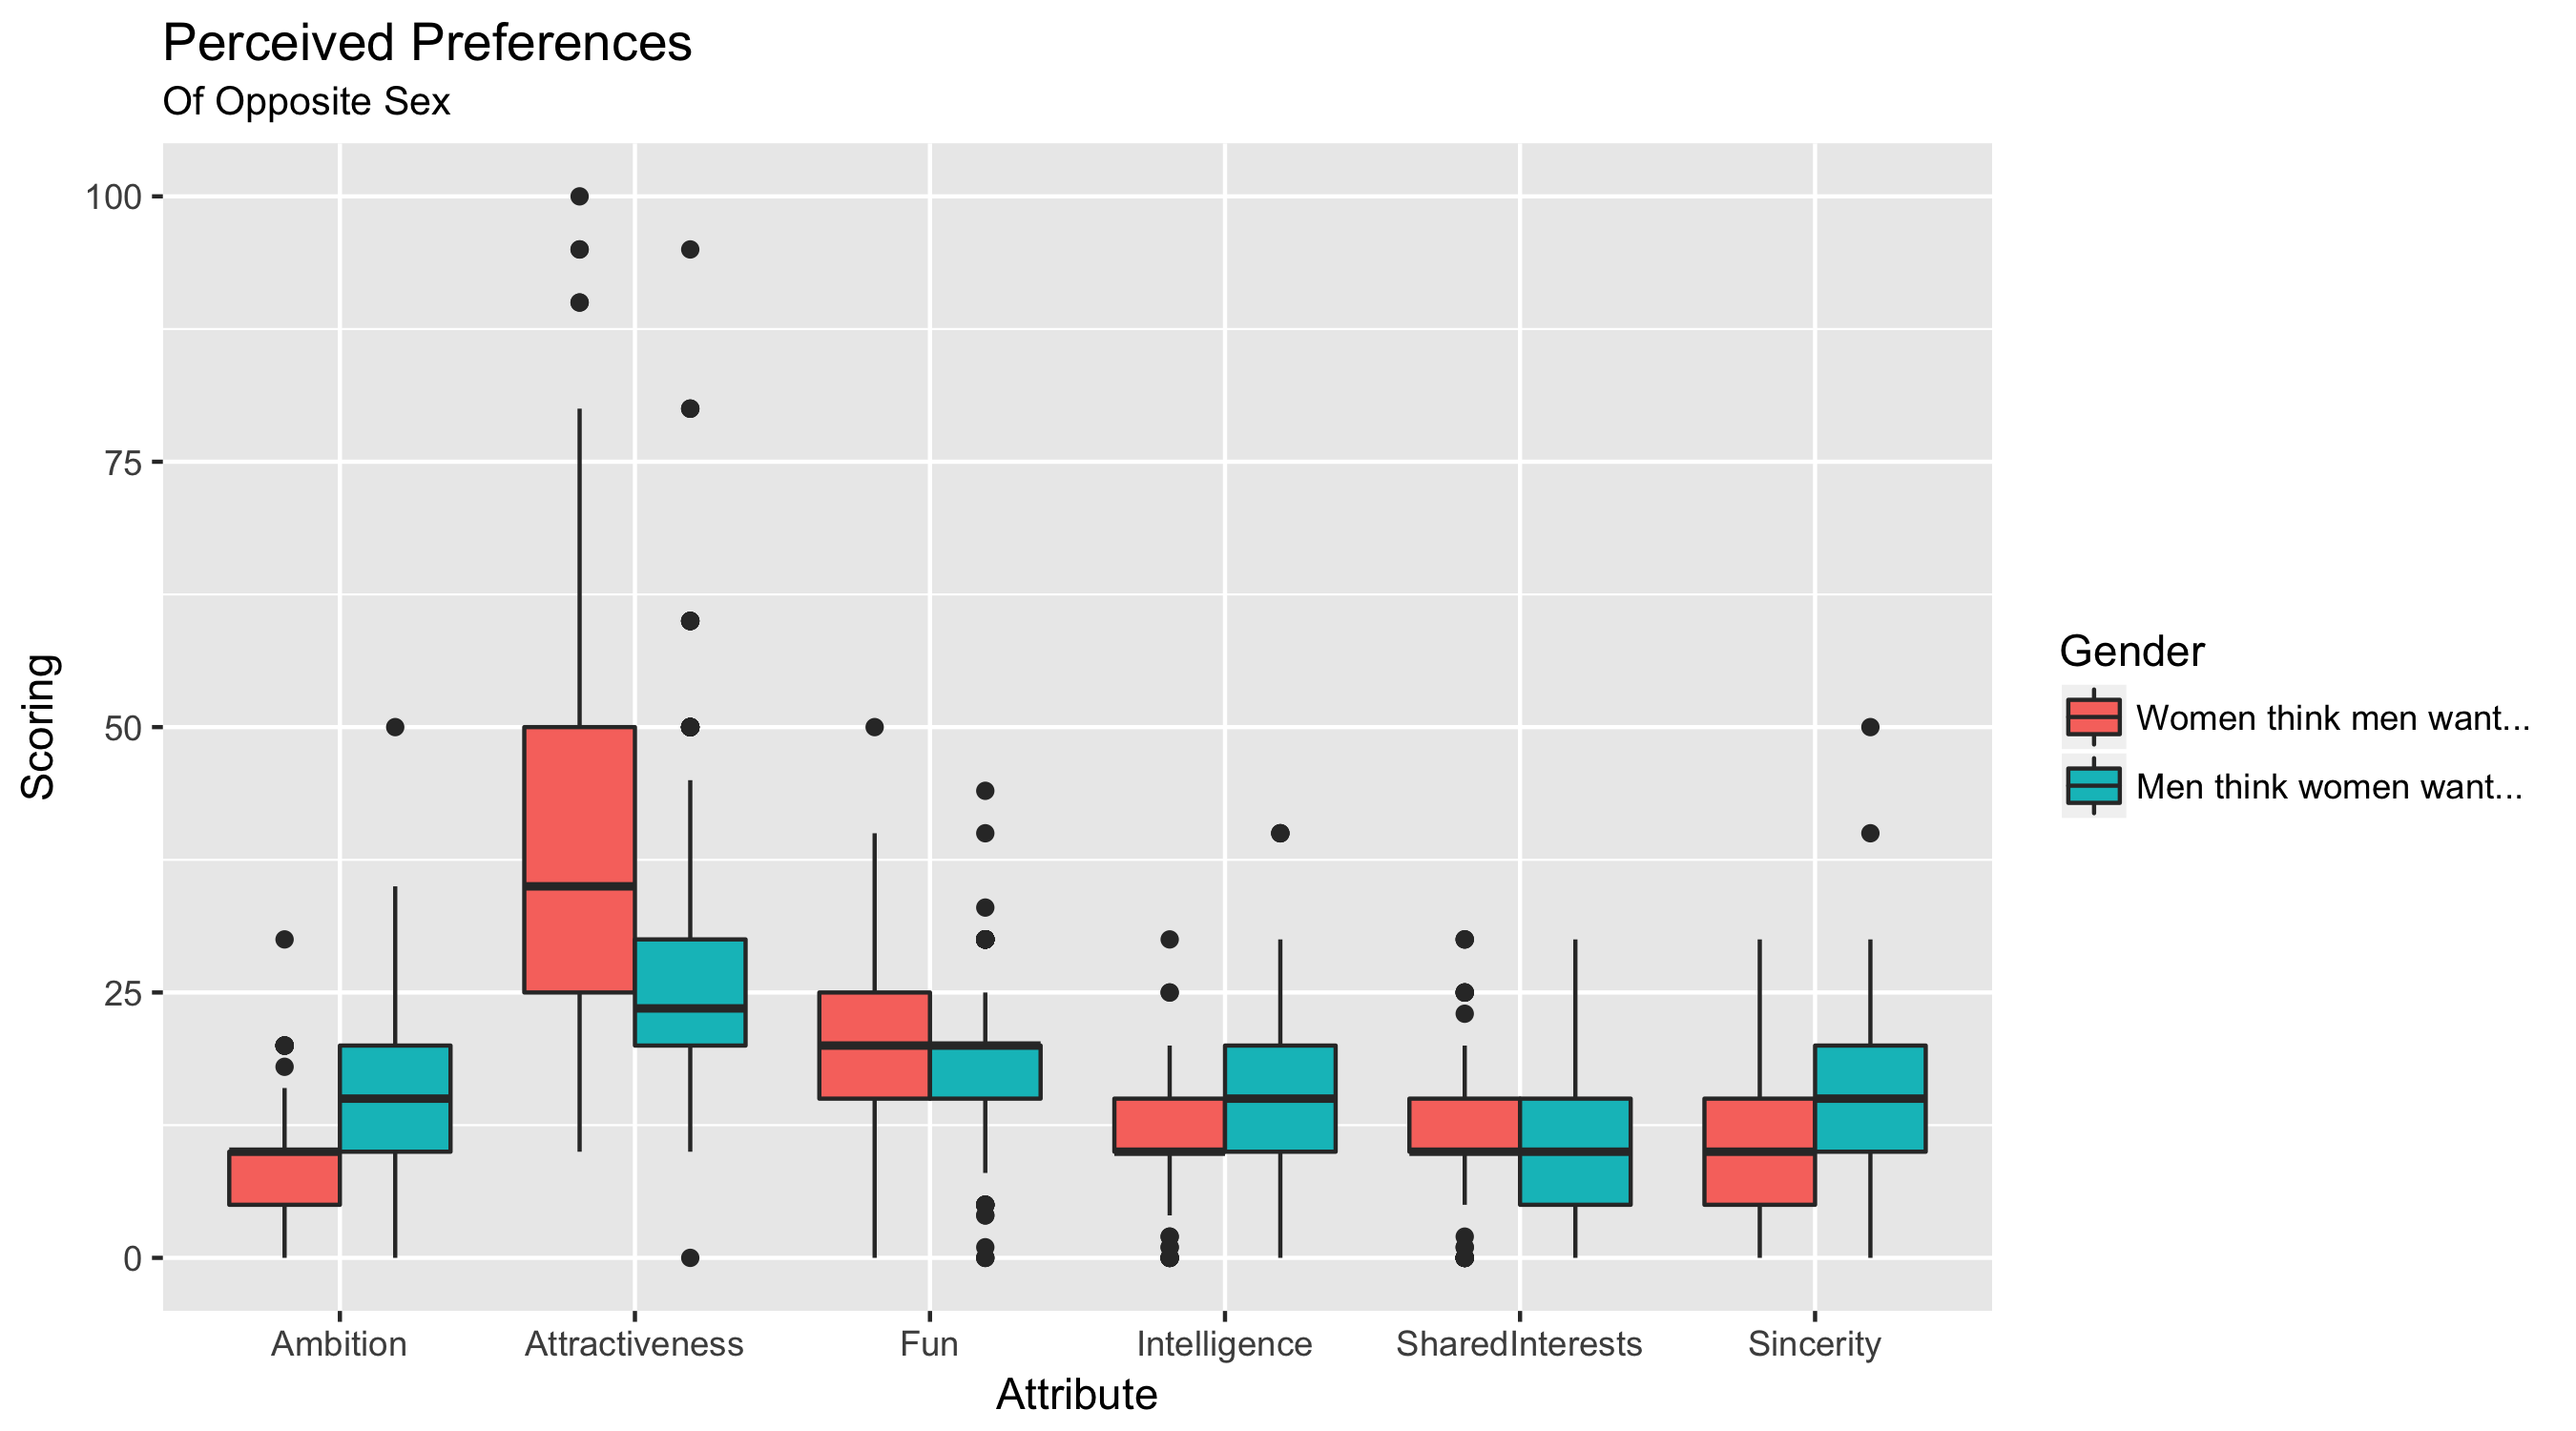 Perceived Preferences
Of Opposite Sex
100
75
50
25
0
Scoring
Ambition Attractiveness Fun Intelligence SharedInterests Sincerity
Attribute
Gender
Women think men want...
Men think women want...